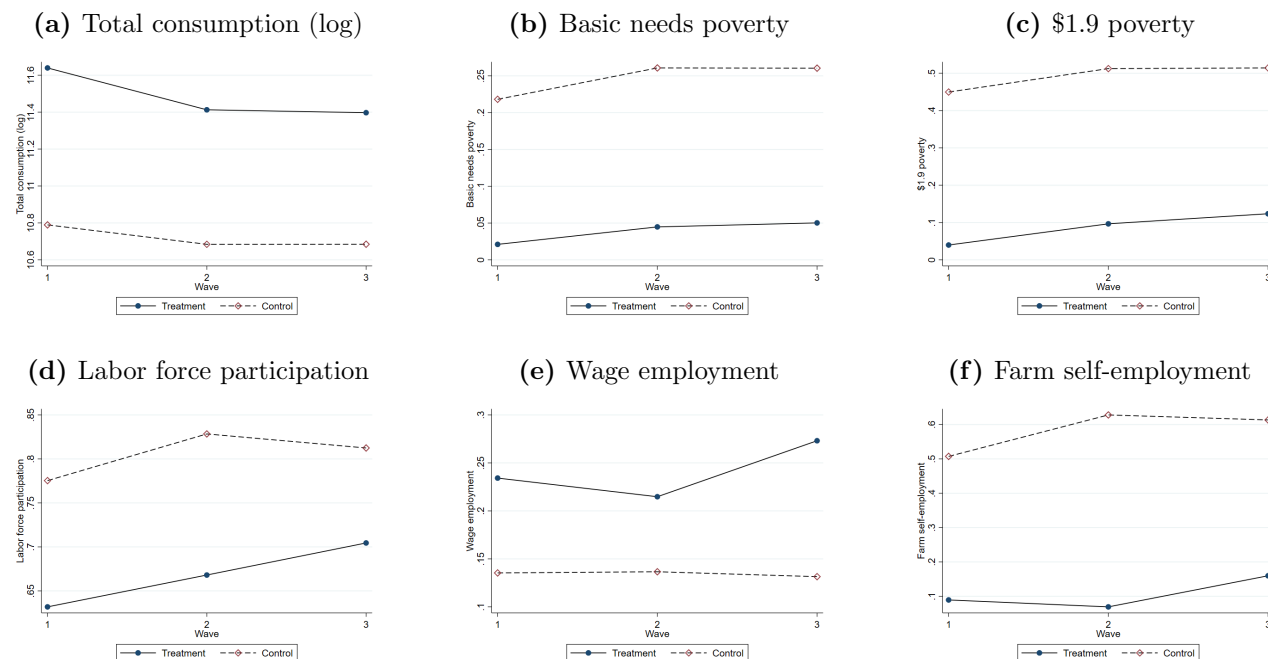 (a) Total consumption (log)
Total consumption (log)
11.6
11.4
11.2
11
10.8
10.6
1 2 3
Wave
Treatment Control
(b) Basic needs poverty
Basic needs poverty
.25
.2
.15
.1
.05
0
1 2 3
Wave
Treatment Control
(c) $1.9 poverty
$1.9 poverty
.5
.4
.3
.2
.1
0
1 2 3
Wave
Treatment Control
(d) Labor force participation
Labor force participation
.85
.8
.75
.7
.65
1 2 3
Wave
Treatment Control
(e) Wage employment
Wage employment
.3
.25
.2
.15
.1
1 2 3
Wave
Treatment Control
(f) Farm self-employment
Farm self-employment
.6
.5
.4
.3
.2
.1
1 2 3
Wave
Treatment Control